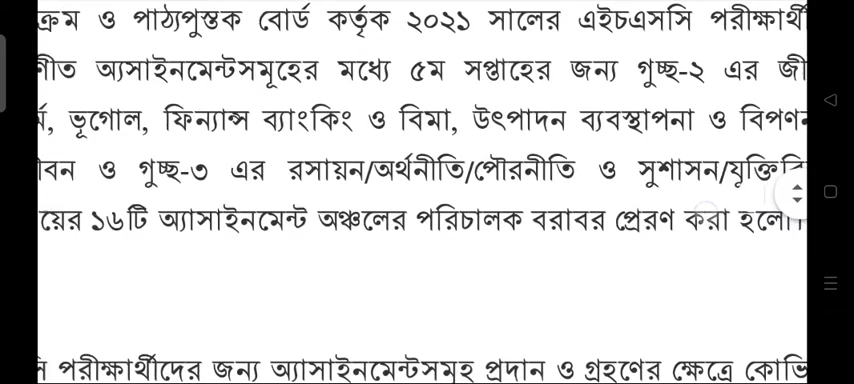 ক্রম ও পাঠ্যপুস্তক বোর্ড কর্তৃক ২০২১ সালের এইচএসসি পরীক্ষার্থী
ণীত অ্যসাইনমেন্টসমূহের মধ্যে ৫ম সপ্তাহের জন্য গুচ্ছ-২ এর জী
র্ম, ভূগোল, ফিন্যান্স ব্যাংকিং ও বিমা, উৎপাদন ব্যবস্থাপনা ও বিপণন
বন ও গুচ্ছ-৩ এর রসায়ন/অর্থনীতি/পৌরনীতি ও সুশাসন/যুক্তিবি
য়ের ১৬টি অ্যাসাইনমেন্ট অঞ্চলের পরিচালক বরাবর প্রেরণ করা হলো।
পরীক্ষার্থীদের জন্য অ্যাসাইনমেন্টসমূহ প্রদান ও গ্রহণের ক্ষেত্রে কোভি